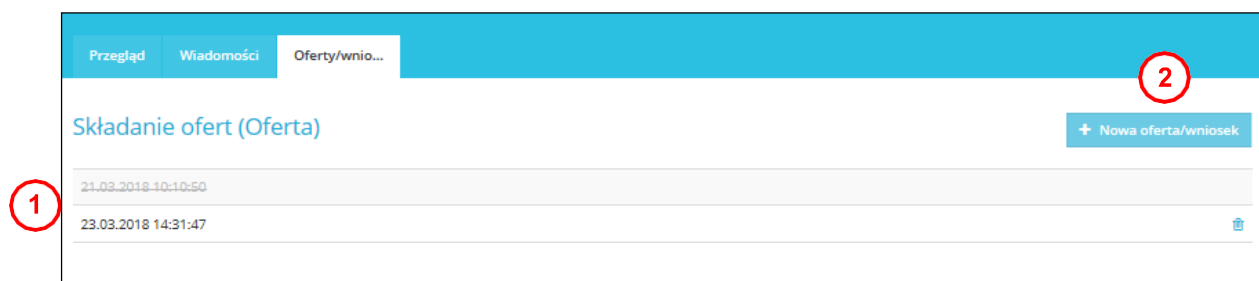 Przegląd Wiadomości Oferty/wnio...
2
Składanie ofert (Oferta) + Nowa oferta/wniosek
21.03.2018 10:10:50
1
23.03.2018 14:31:47